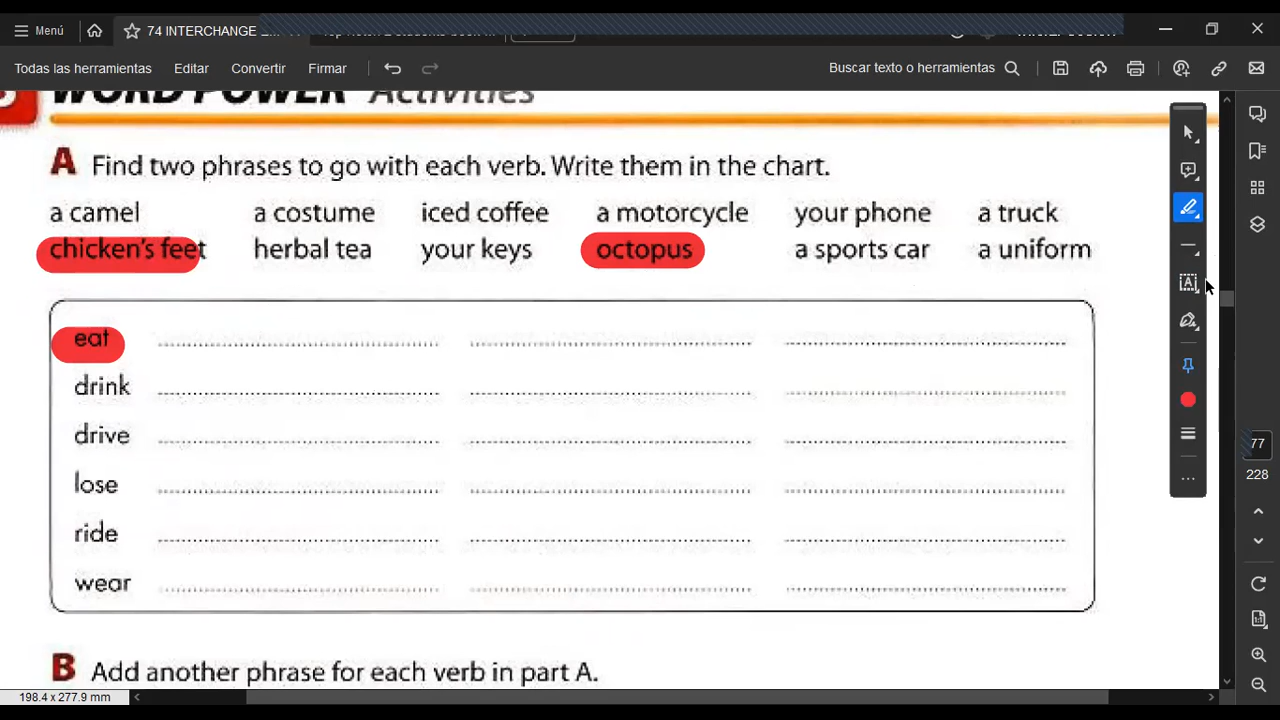 Menú
74 INTERCHANGE
Todas las herramientas Editar Convertir Firmar Buscar texto o herramientas
WORD POWER Activities
A Find two phrases to go with each verb. Write them in the chart.
a camel a costume iced coffee a motorcycle your phone a truck
chicken's feet herbal tea your keys octopus a sports car a uniform
eat
drink
drive
lose
ride
wear
B Add another phrase for each verb in part A.
77
228
198.4 x 277.9 mm